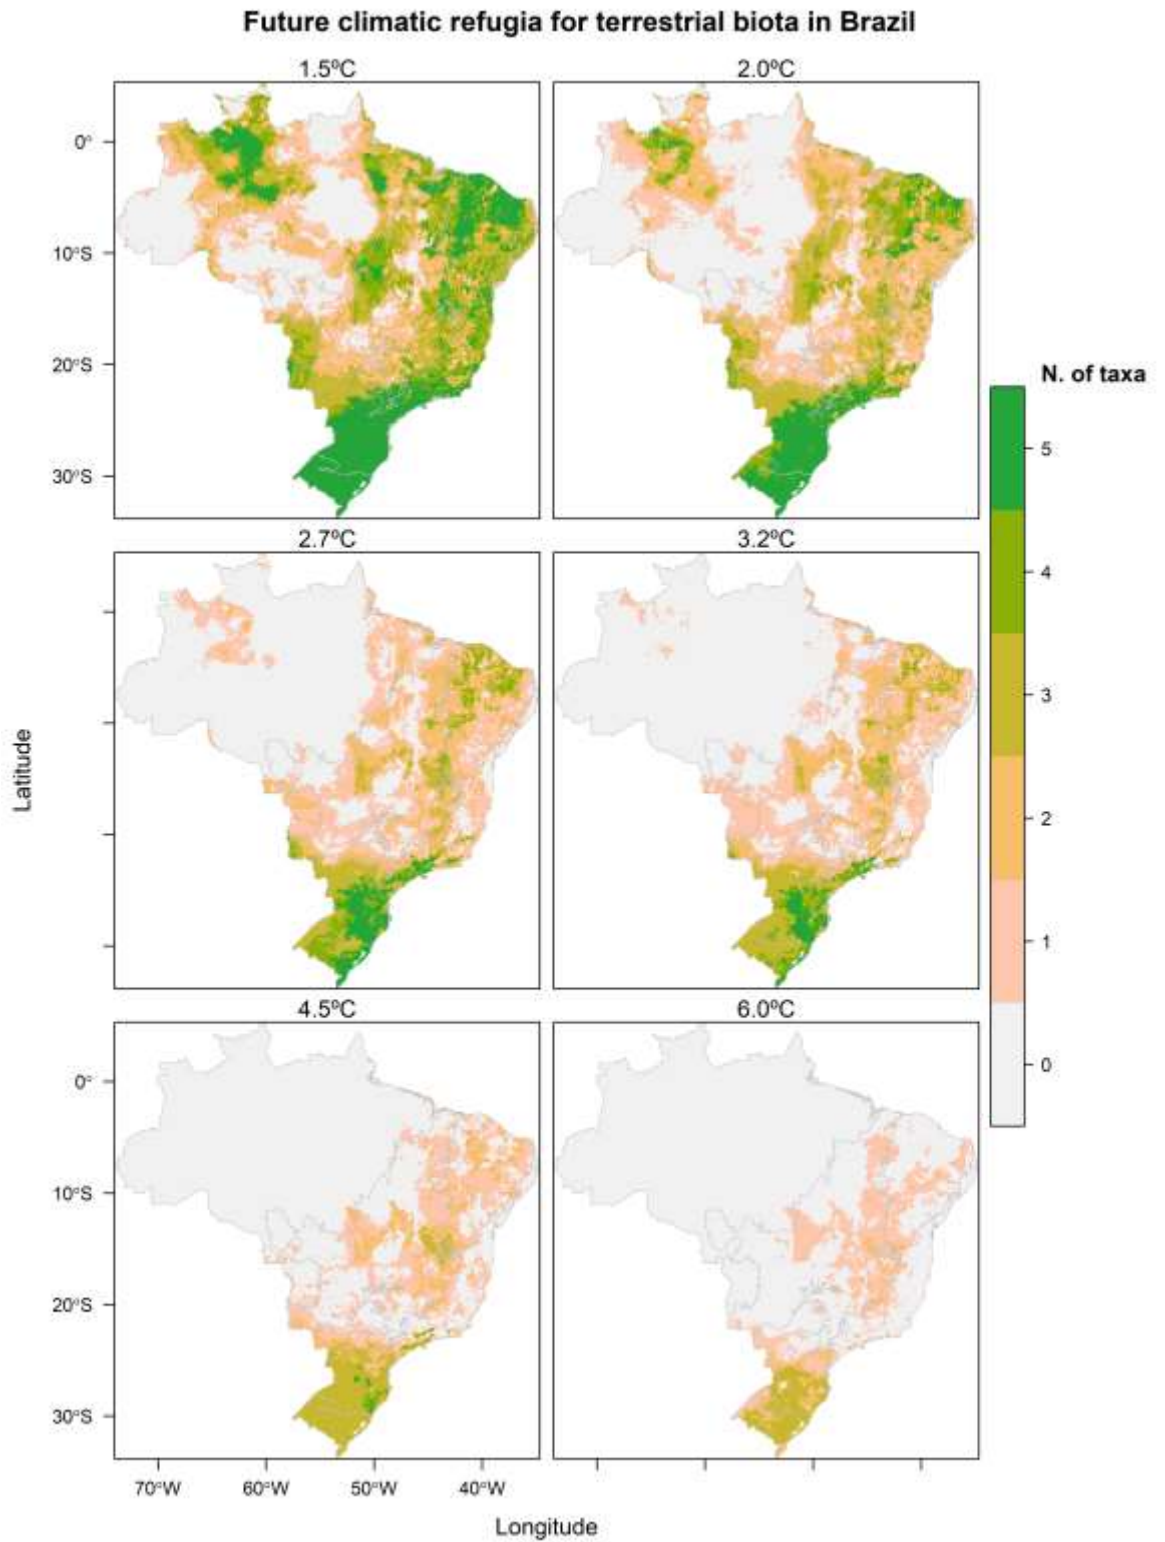 Future climatic refugia for terrestrial biota in Brazil
1.5ºC
2.0ºC
0°
10°S
20°S
30°S
2.7ºC
3.2ºC
N. of taxa
5
4
3
2
1
0
Latitude
4.5ºC
6.0ºC
0°
10°S
20°S
30°S
70°W
60°W
50°W
40°W
Longitude